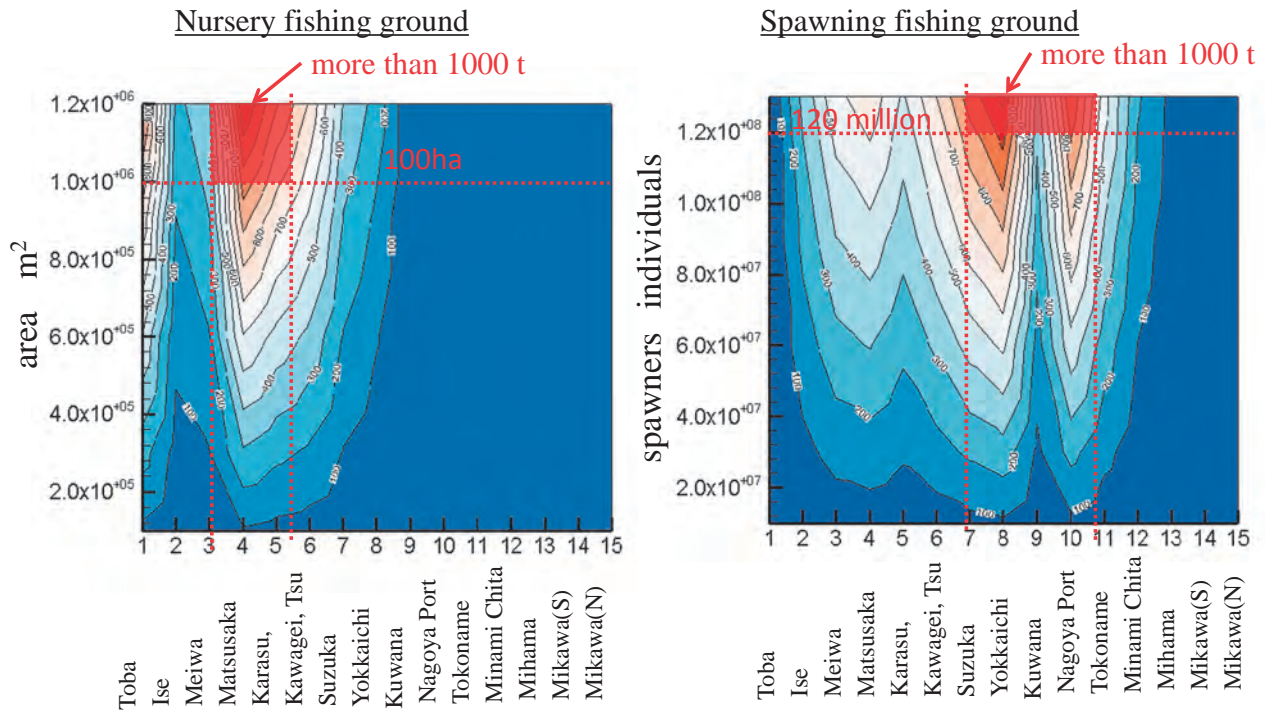 Nursery fishing ground
more than 1000 t
100ha
area m²
1.2x10⁺⁰⁶
1.0x10⁺⁰⁶
8.0x10⁺⁰⁵
6.0x10⁺⁰⁵
4.0x10⁺⁰⁵
2.0x10⁺⁰⁵
1 2 3 4 5 6 7 8 9 10 11 12 13 14 15
Toba
Ise
Meiwa
Matsusaka
Karasu,
Kawagei, Tsu
Suzuka
Yokkaichi
Kuwana
Nagoya Port
Tokoname
Minami Chita
Mihama
Mikawa(S)
Mikawa(N)
Spawning fishing ground
more than 1000 t
120 million
spawners individuals
1.2x10⁺⁰⁸
1.0x10⁺⁰⁸
8.0x10⁺⁰⁷
6.0x10⁺⁰⁷
4.0x10⁺⁰⁷
2.0x10⁺⁰⁷
1 2 3 4 5 6 7 8 9 10 11 12 13 14 15
Toba
Ise
Meiwa
Matsusaka
Karasu,
Kawagei, Tsu
Suzuka
Yokkaichi
Kuwana
Nagoya Port
Tokoname
Minami Chita
Mihama
Mikawa(S)
Mikawa(N)